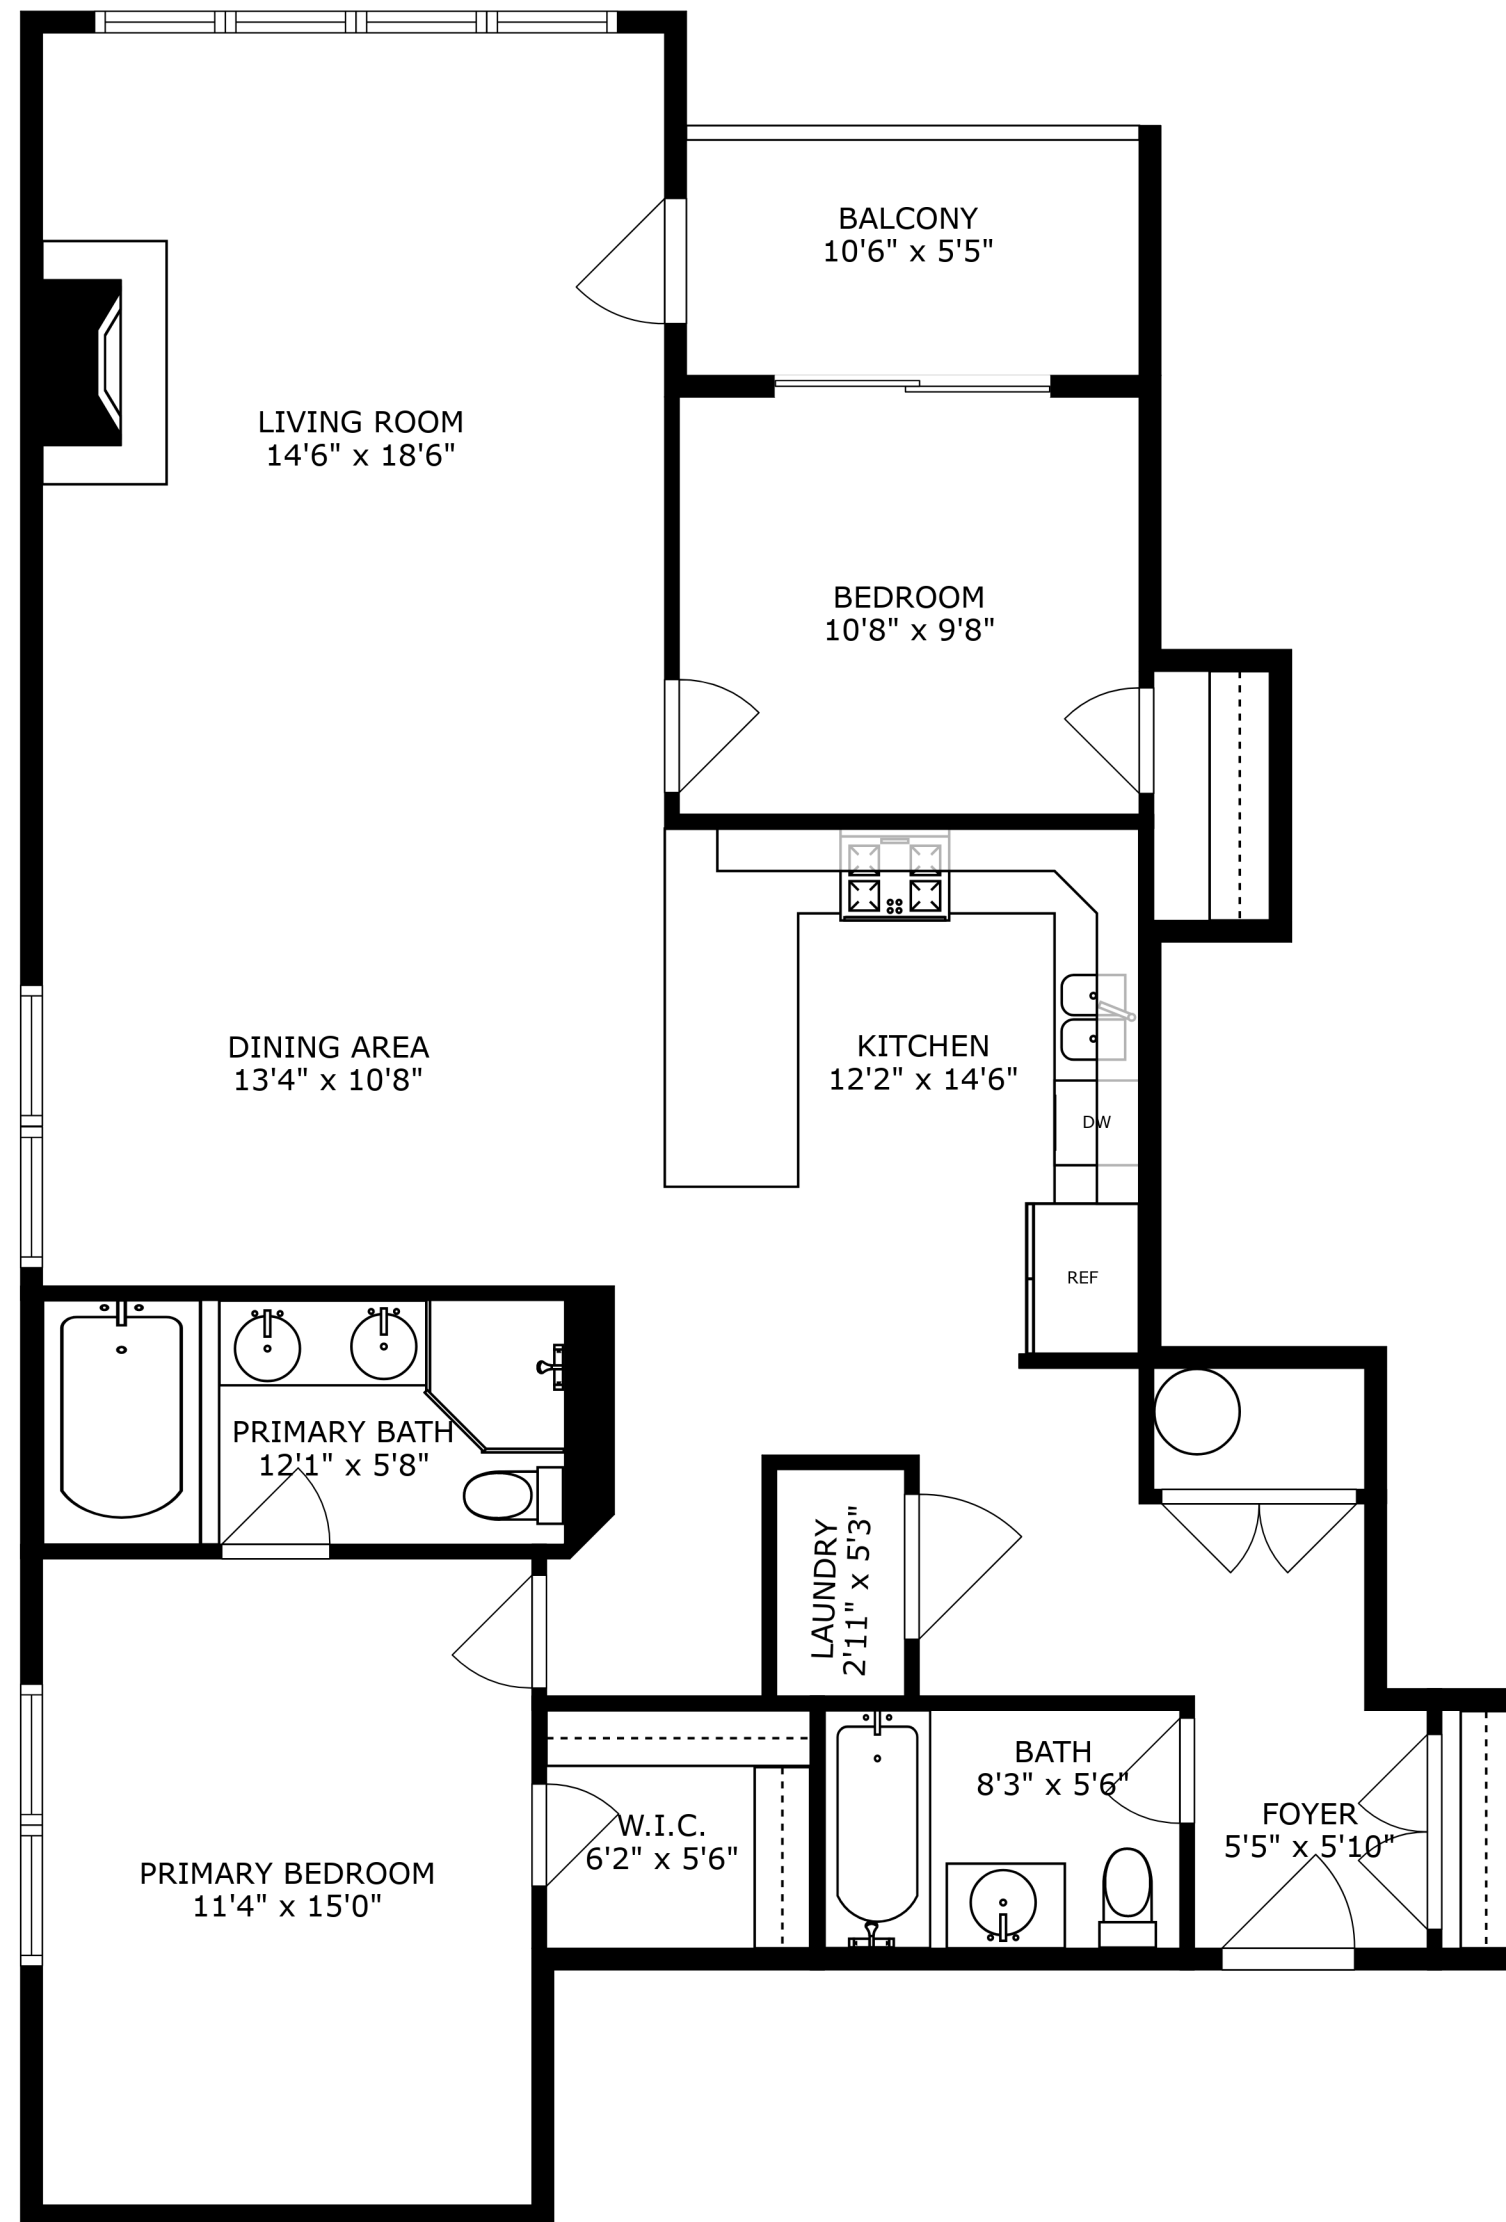 BALCONY
10'6" x 5'5"
LIVING ROOM
14'6" x 18'6"
BEDROOM
10'8" x 9'8"
DINING AREA
13'4" x 10'8"
KITCHEN
12'2" x 14'6"
DW
REF
PRIMARY BATH
12'1" x 5'8"
LAUNDRY
2'11" x 5'3"
BATH
8'3" x 5'6"
FOYER
5'5" x 5'10"
W.I.C.
6'2" x 5'6"
PRIMARY BEDROOM
11'4" x 15'0"